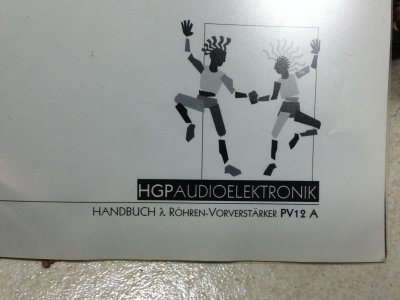 HGPAUDIOELEKTRONIK
HANDBUCH λ RÖHREN-VORVERSTÄRKER PV12 A